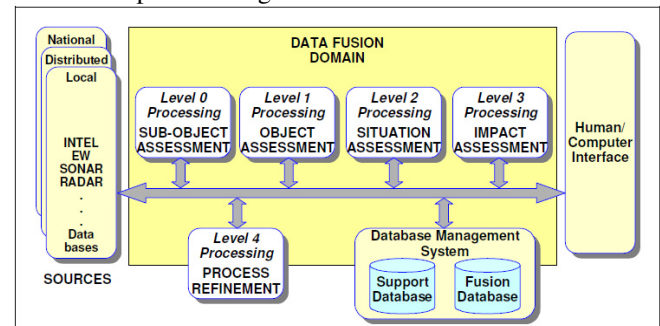 National
Distributed
Local
INTEL
EW
SONAR
RADAR
.
.
.
Data
bases
SOURCES
DATA FUSION
DOMAIN
Level 0
Processing
SUB-OBJECT
ASSESSMENT
Level 1
Processing
OBJECT
ASSESSMENT
Level 2
Processing
SITUATION
ASSESSMENT
Level 3
Processing
IMPACT
ASSESSMENT
Human/
Computer
Interface
Level 4
Processing
PROCESS
REFINEMENT
Database Management
System
Support
Database
Fusion
Database